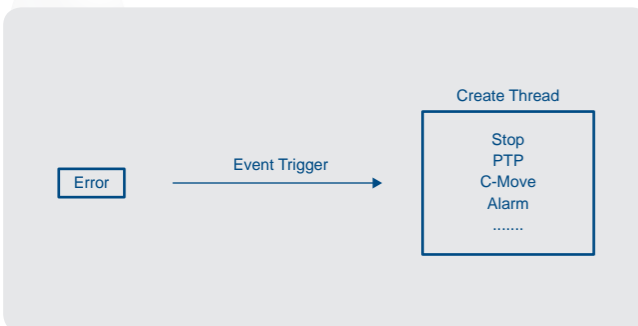 Create Thread
Error
Event Trigger
Stop
PTP
C-Move
Alarm
.......